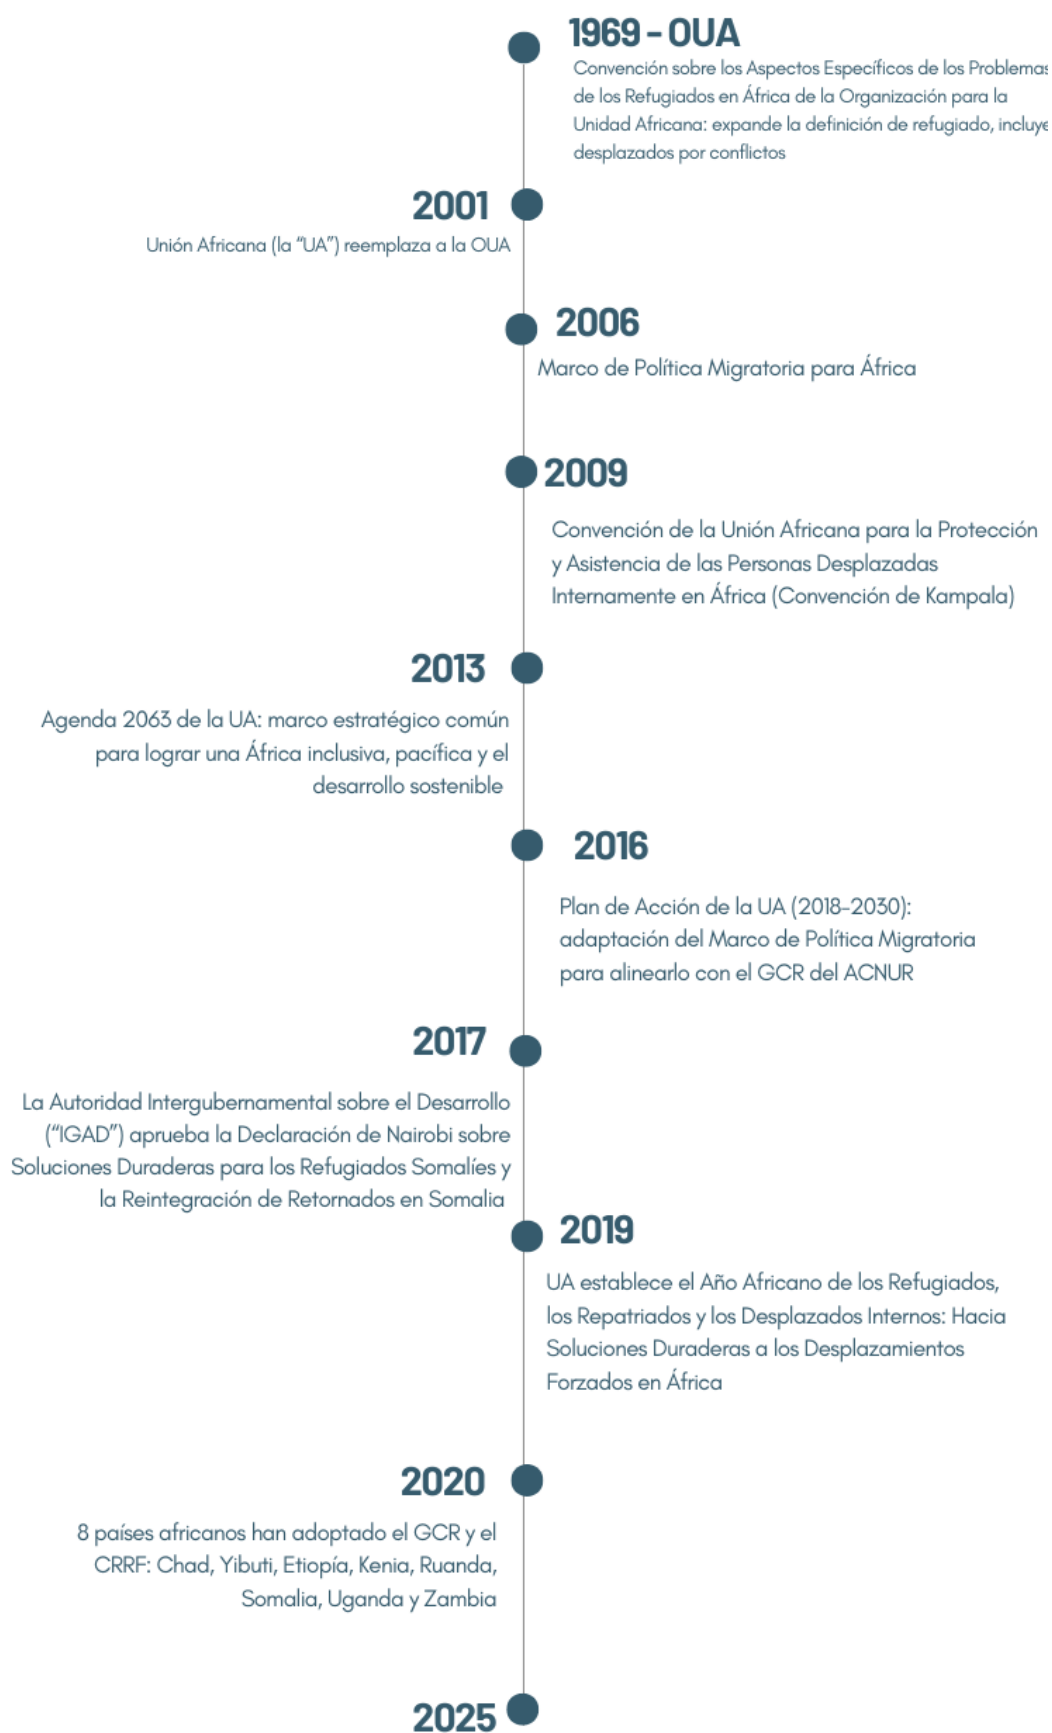 1969 – OUA
Convención sobre los Aspectos Específicos de los Problemas
de los Refugiados en África de la Organización para la
Unidad Africana: expande la definición de refugiado, incluye
desplazados por conflictos
2001
Unión Africana (la “UA”) reemplaza a la OUA
2006
Marco de Política Migratoria para África
2009
Convención de la Unión Africana para la Protección
y Asistencia de las Personas Desplazadas
Internamente en África (Convención de Kampala)
2013
Agenda 2063 de la UA: marco estratégico común
para lograr una África inclusiva, pacífica y el
desarrollo sostenible
2016
Plan de Acción de la UA (2018-2030):
adaptación del Marco de Política Migratoria
para alinearlo con el GCR del ACNUR
2017
La Autoridad Intergubernamental sobre el Desarrollo
(“IGAD”) aprueba la Declaración de Nairobi sobre
Soluciones Duraderas para los Refugiados Somalíes y
la Reintegración de Retornados en Somalia
2019
UA establece el Año Africano de los Refugiados,
los Repatriados y los Desplazados Internos: Hacia
Soluciones Duraderas a los Desplazamientos
Forzados en África
2020
8 países africanos han adoptado el GCR y el
CRRF: Chad, Yibuti, Etiopía, Kenia, Ruanda,
Somalia, Uganda y Zambia
2025